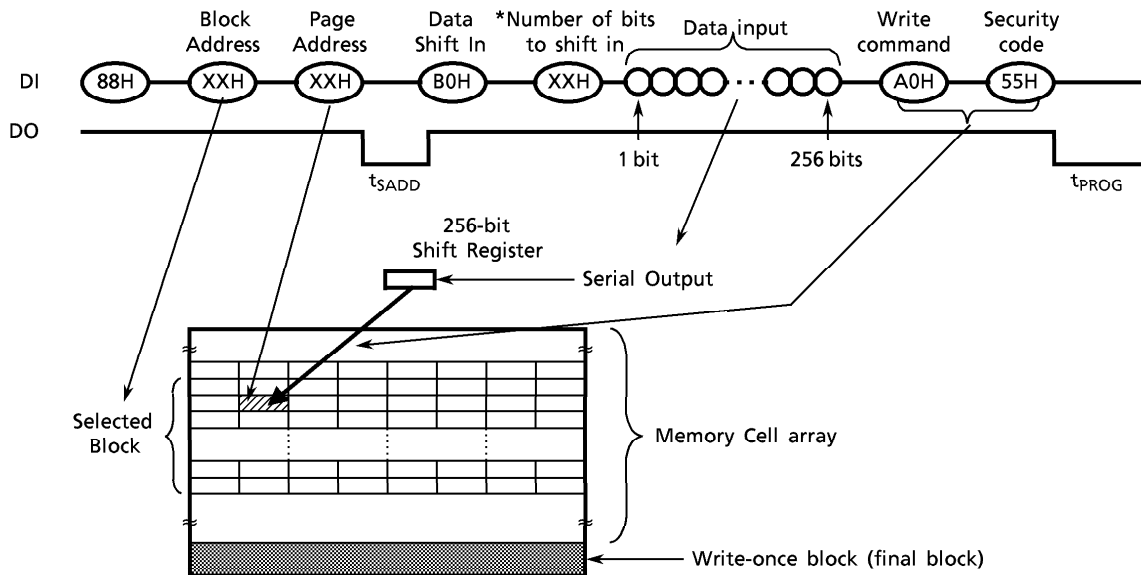 Block Address
Page Address
Data Shift In
*Number of bits to shift in
Data input
Write command
Security code
DI
88H
XXH
XXH
B0H
XXH
A0H
55H
DO
tSADD
1 bit
256 bits
tPROG
256-bit
Shift Register
Serial Output
Selected
Block
Memory Cell array
Write-once block (final block)